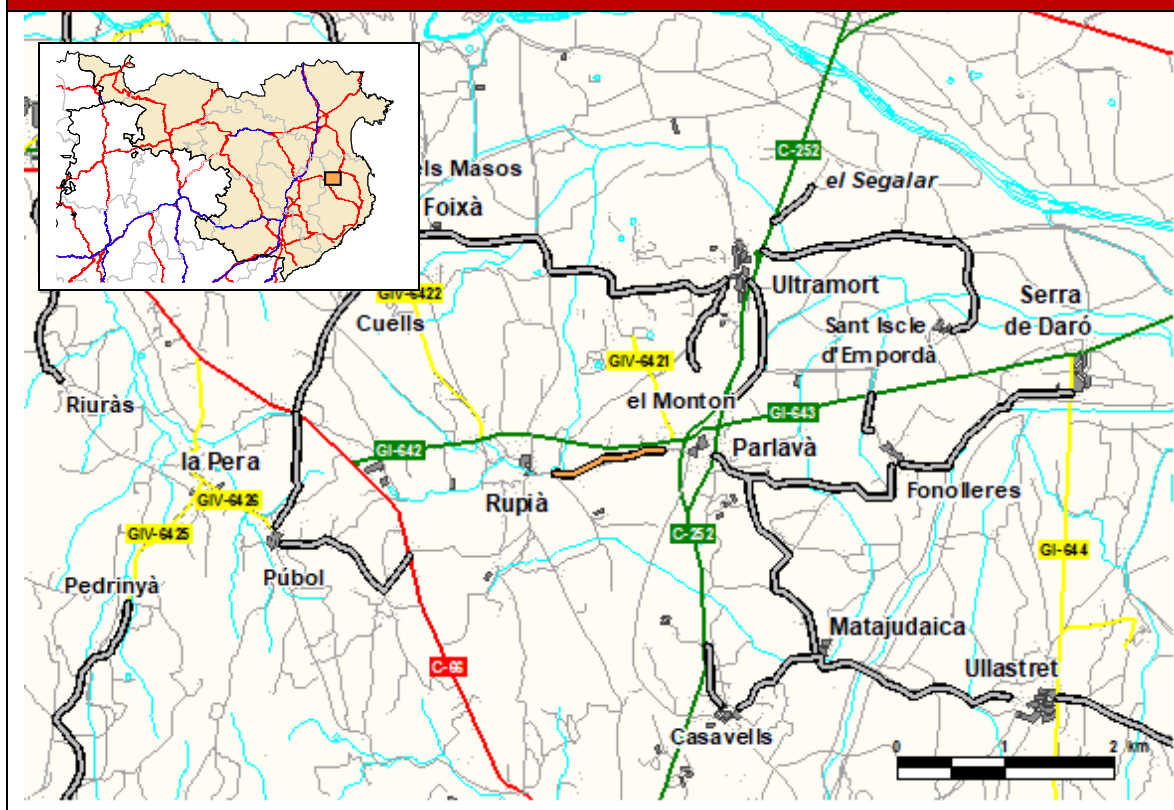 C-252
els Masos
el Segalar
Foixà
Ultramort
GIV-6422
Serra
de Daró
Cuells
Sant Iscle
d'Empordà
GIV-6421
Riuràs
el Montori
GI-643
GI-642
la Pera
Parlavà
GIV-6426
Rupià
Fonolleres
GIV-6425
C-252
GI-644
Pedrinyà
Púbol
Matajudaica
C-66
Ullastret
Casavells
0 1 2 km